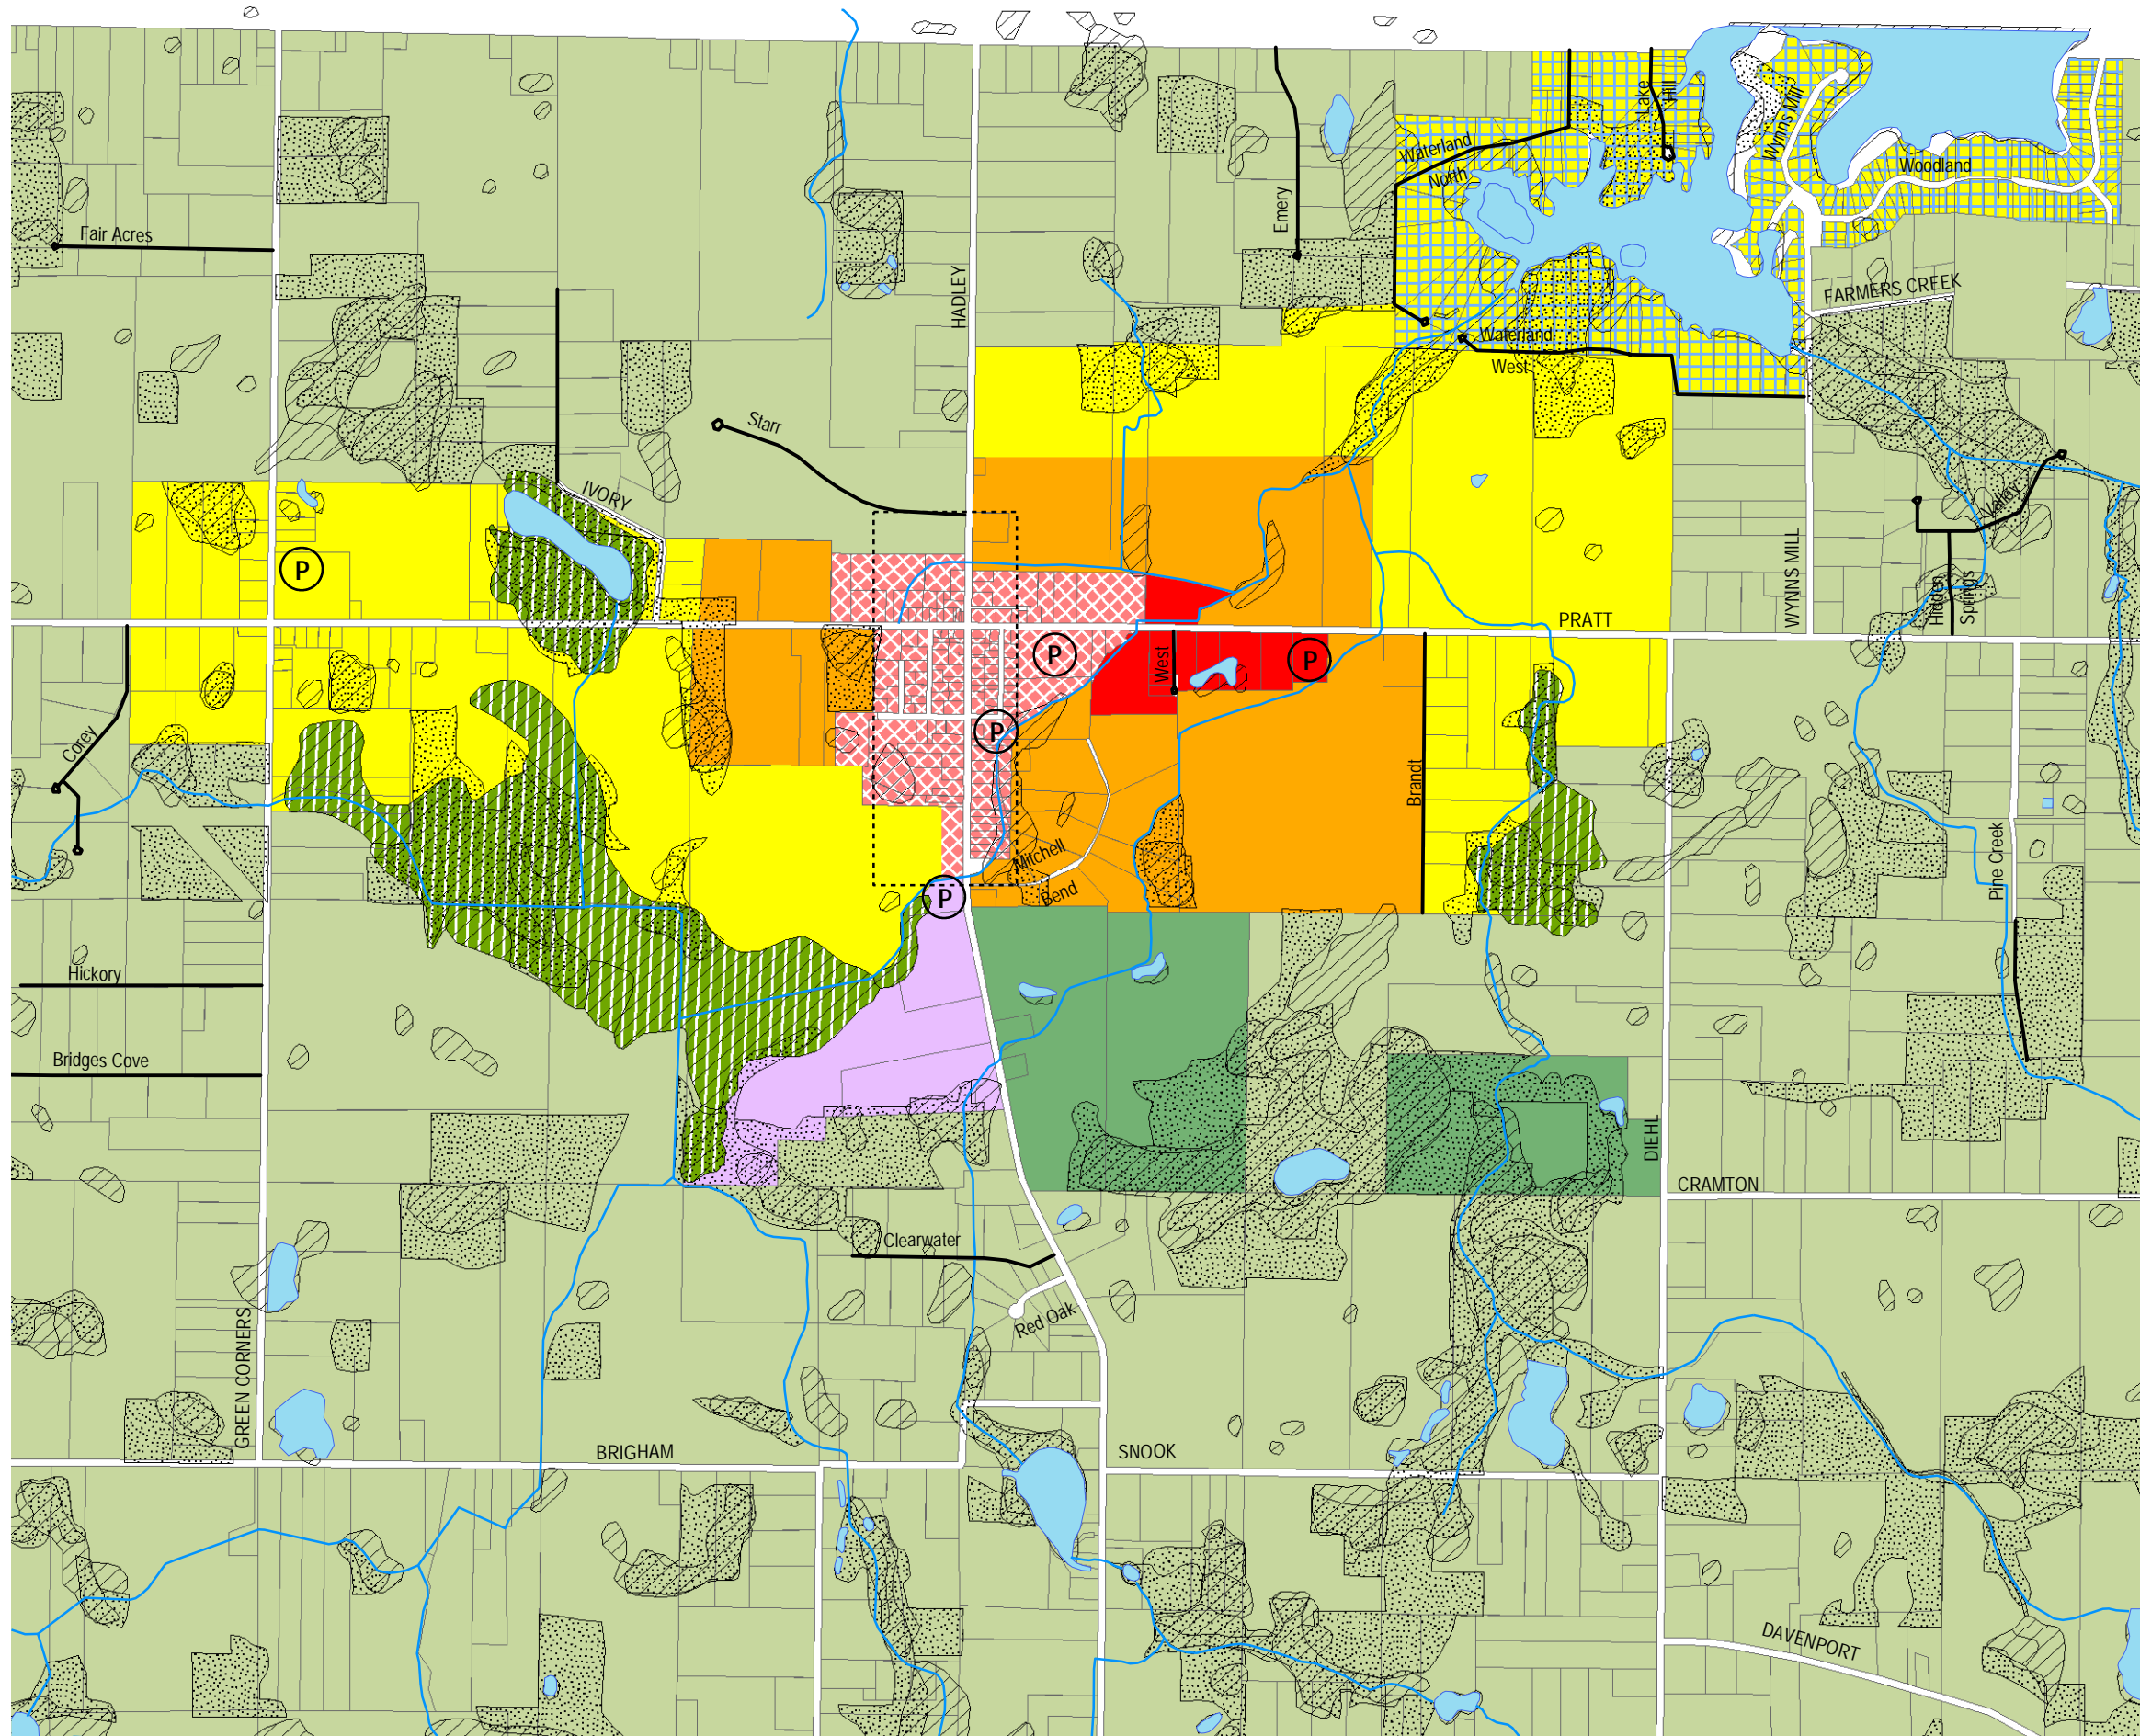 Lake
Hill
Wynns Mill
Waterland
North
Woodland
Emery
Fair Acres
HADLEY
FARMERS CREEK
Waterland
West
Starr
IVORY
Valley
P
WYNNS MILL
Hidden
Springs
PRATT
P
P
West
P
Corey
Brandt
Mitchell
Bend
Pine Creek
P
Hickory
Bridges Cove
DIEHL
CRAMTON
Clearwater
Red Oak
GREEN CORNERS
BRIGHAM
SNOOK
DAVENPORT